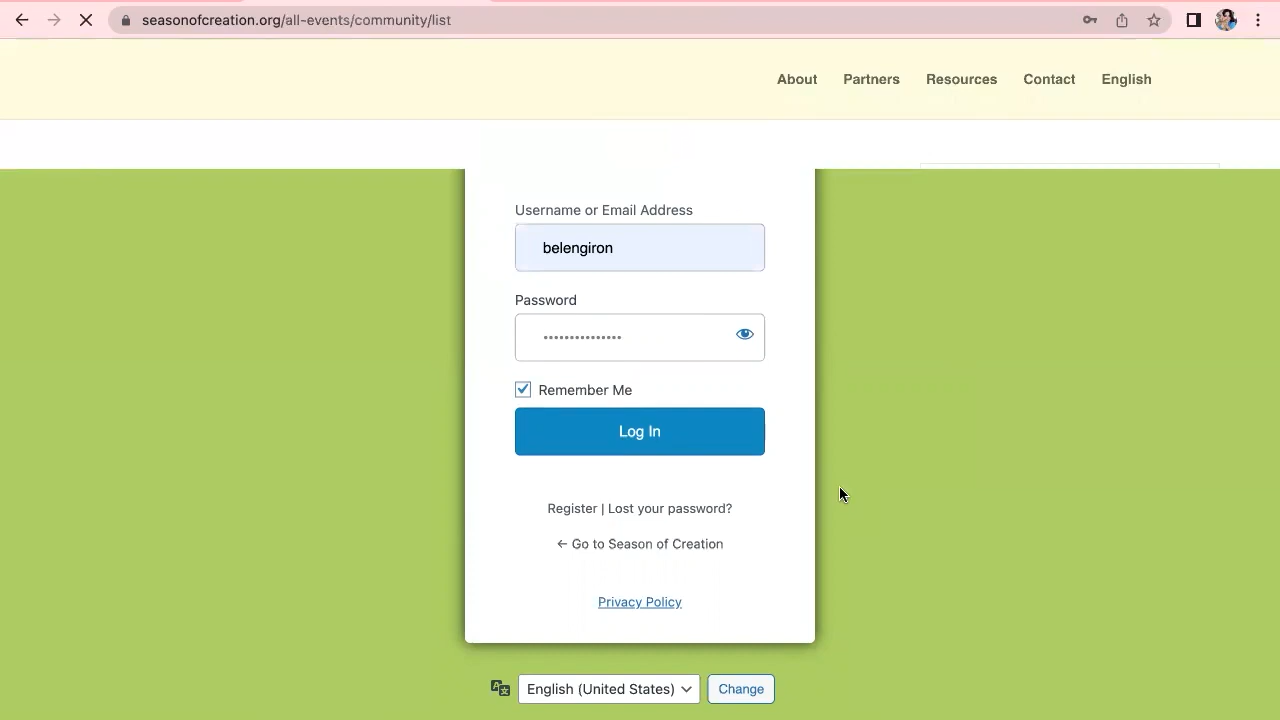 seasonofcreation.org/all-events/community/list
About Partners Resources Contact English
Username or Email Address
belengiron
Password
•••••••••••••••
Remember Me
Log In
Register | Lost your password?
← Go to Season of Creation
Privacy Policy
English (United States) Change